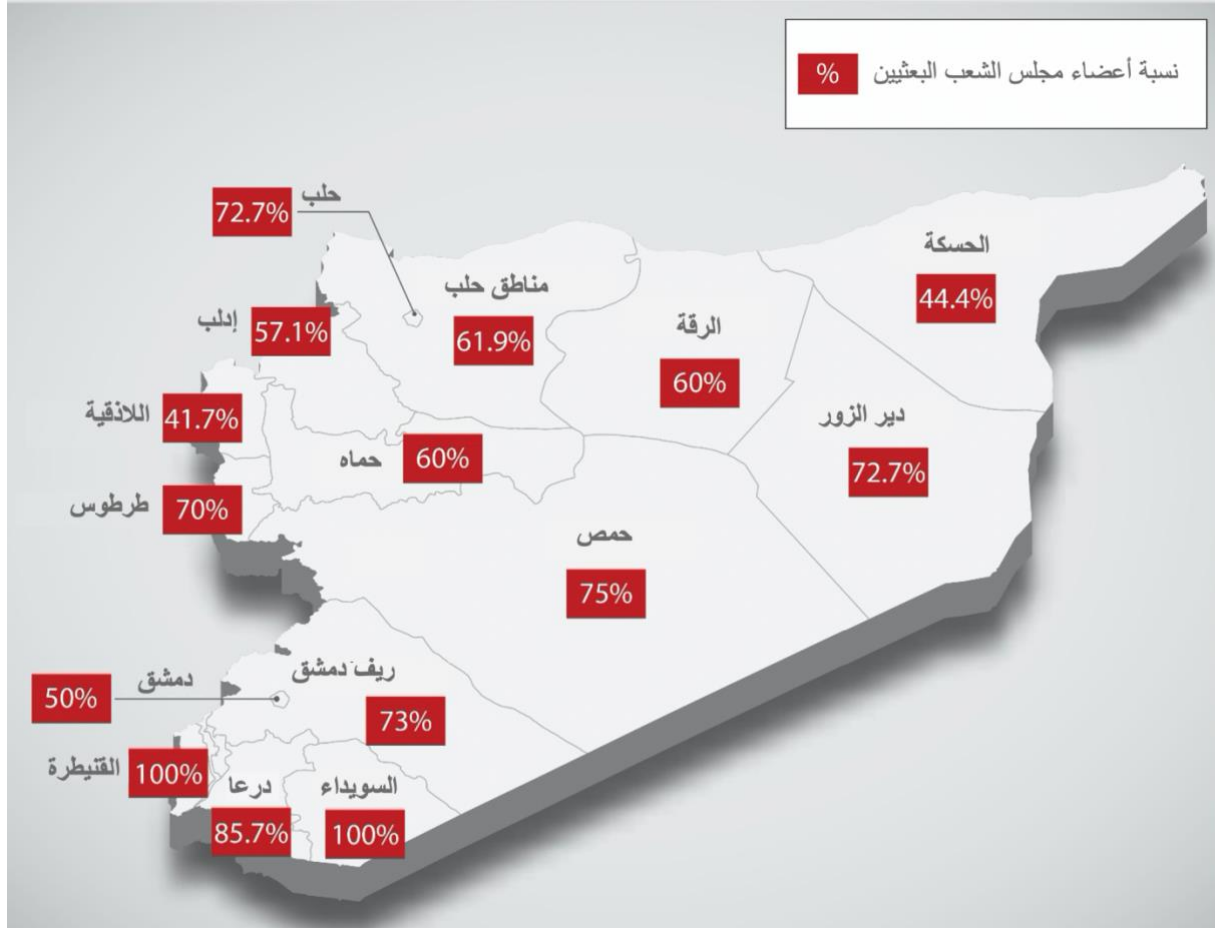 نسبة أعضاء مجلس الشعب البعثيين %
حلب
72.7%
الحسكة
44.4%
مناطق حلب
61.9%
إدلب
57.1%
الرقة
60%
اللاذقية
41.7%
دير الزور
72.7%
حماه
60%
طرطوس
70%
حمص
75%
ريف دمشق
73%
دمشق
50%
القنيطرة
100%
درعا
85.7%
السويداء
100%